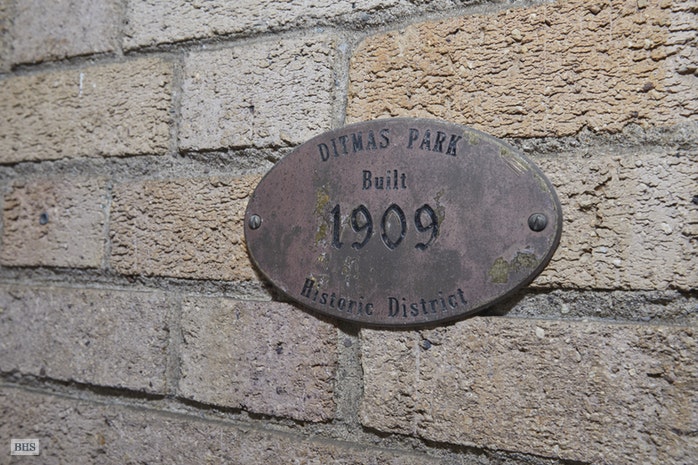 DITMAS PARK
Built
1909
Historic District
BHS